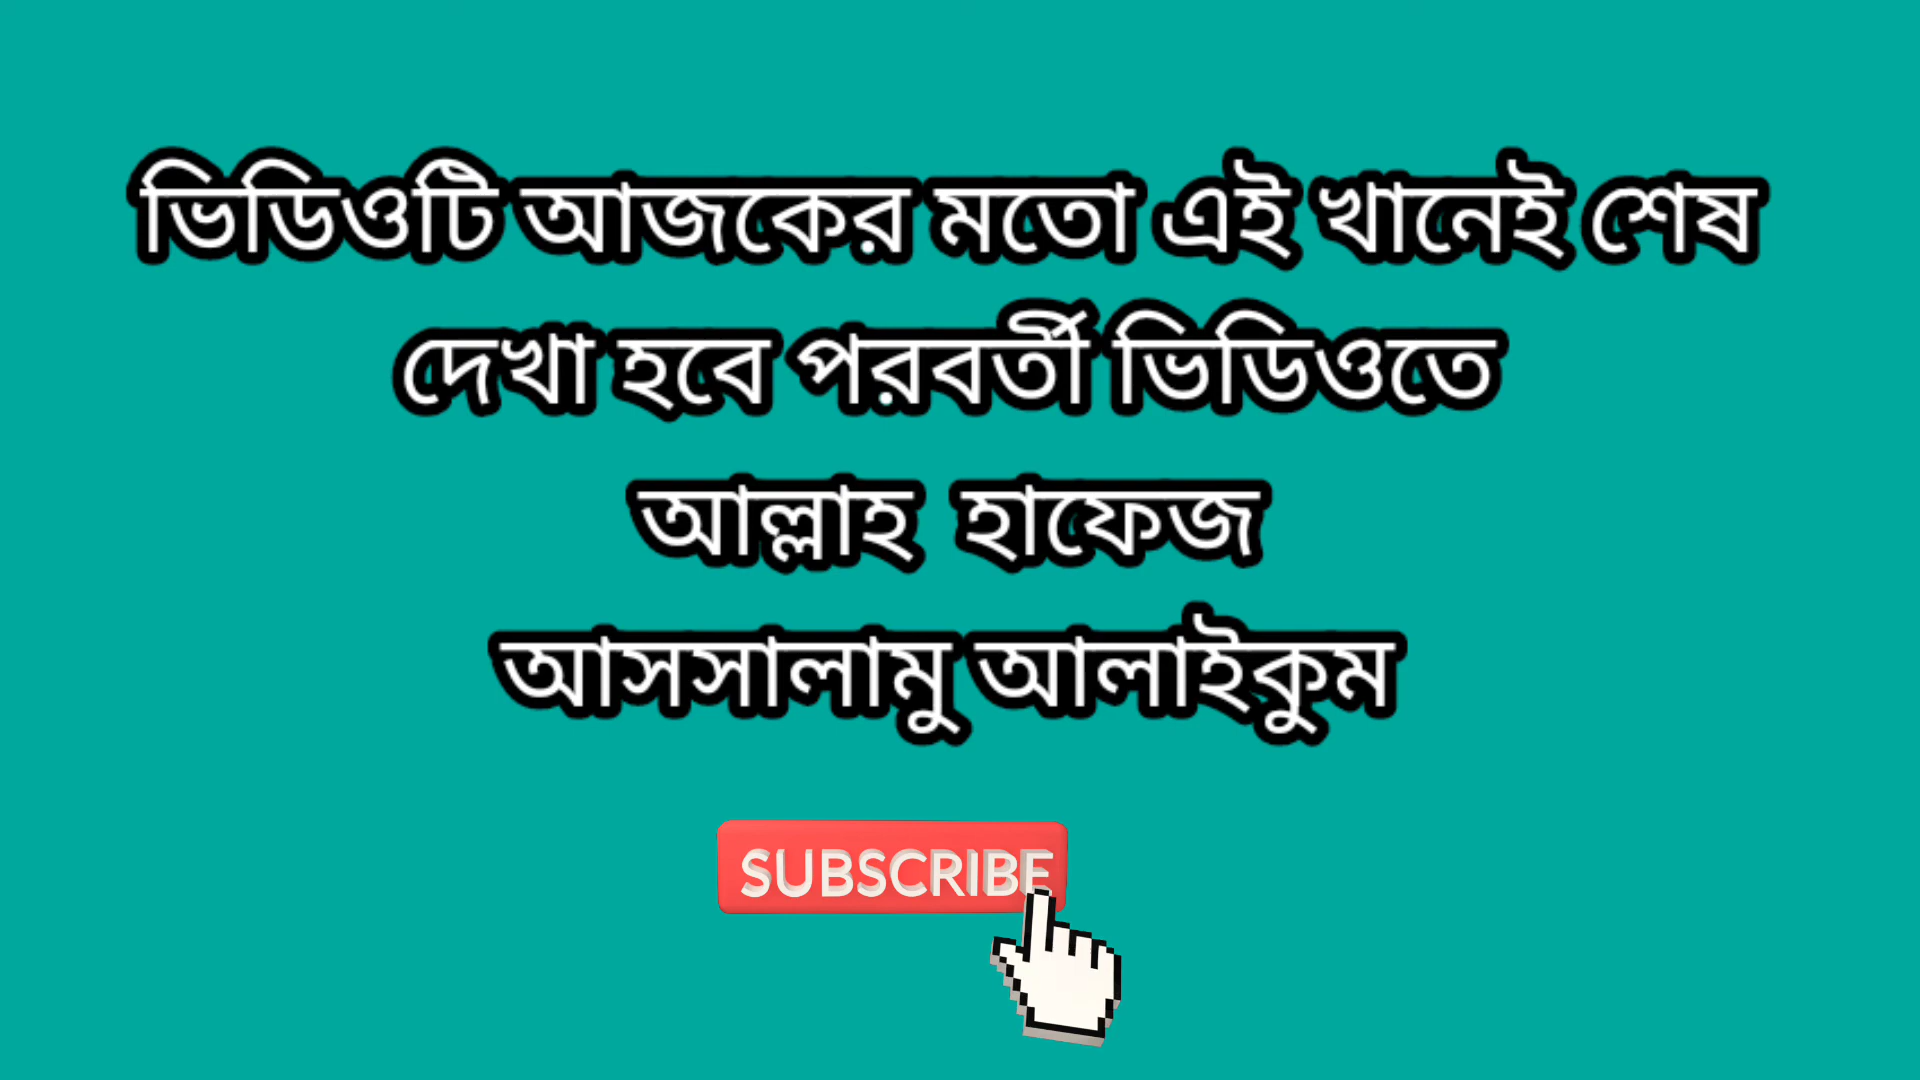 ভিডিওটি আজকের মতো এই খানেই শেষ
দেখা হবে পরবর্তী ভিডিওতে
আল্লাহ হাফেজ
আসসালামু আলাইকুম
SUBSCRIBE